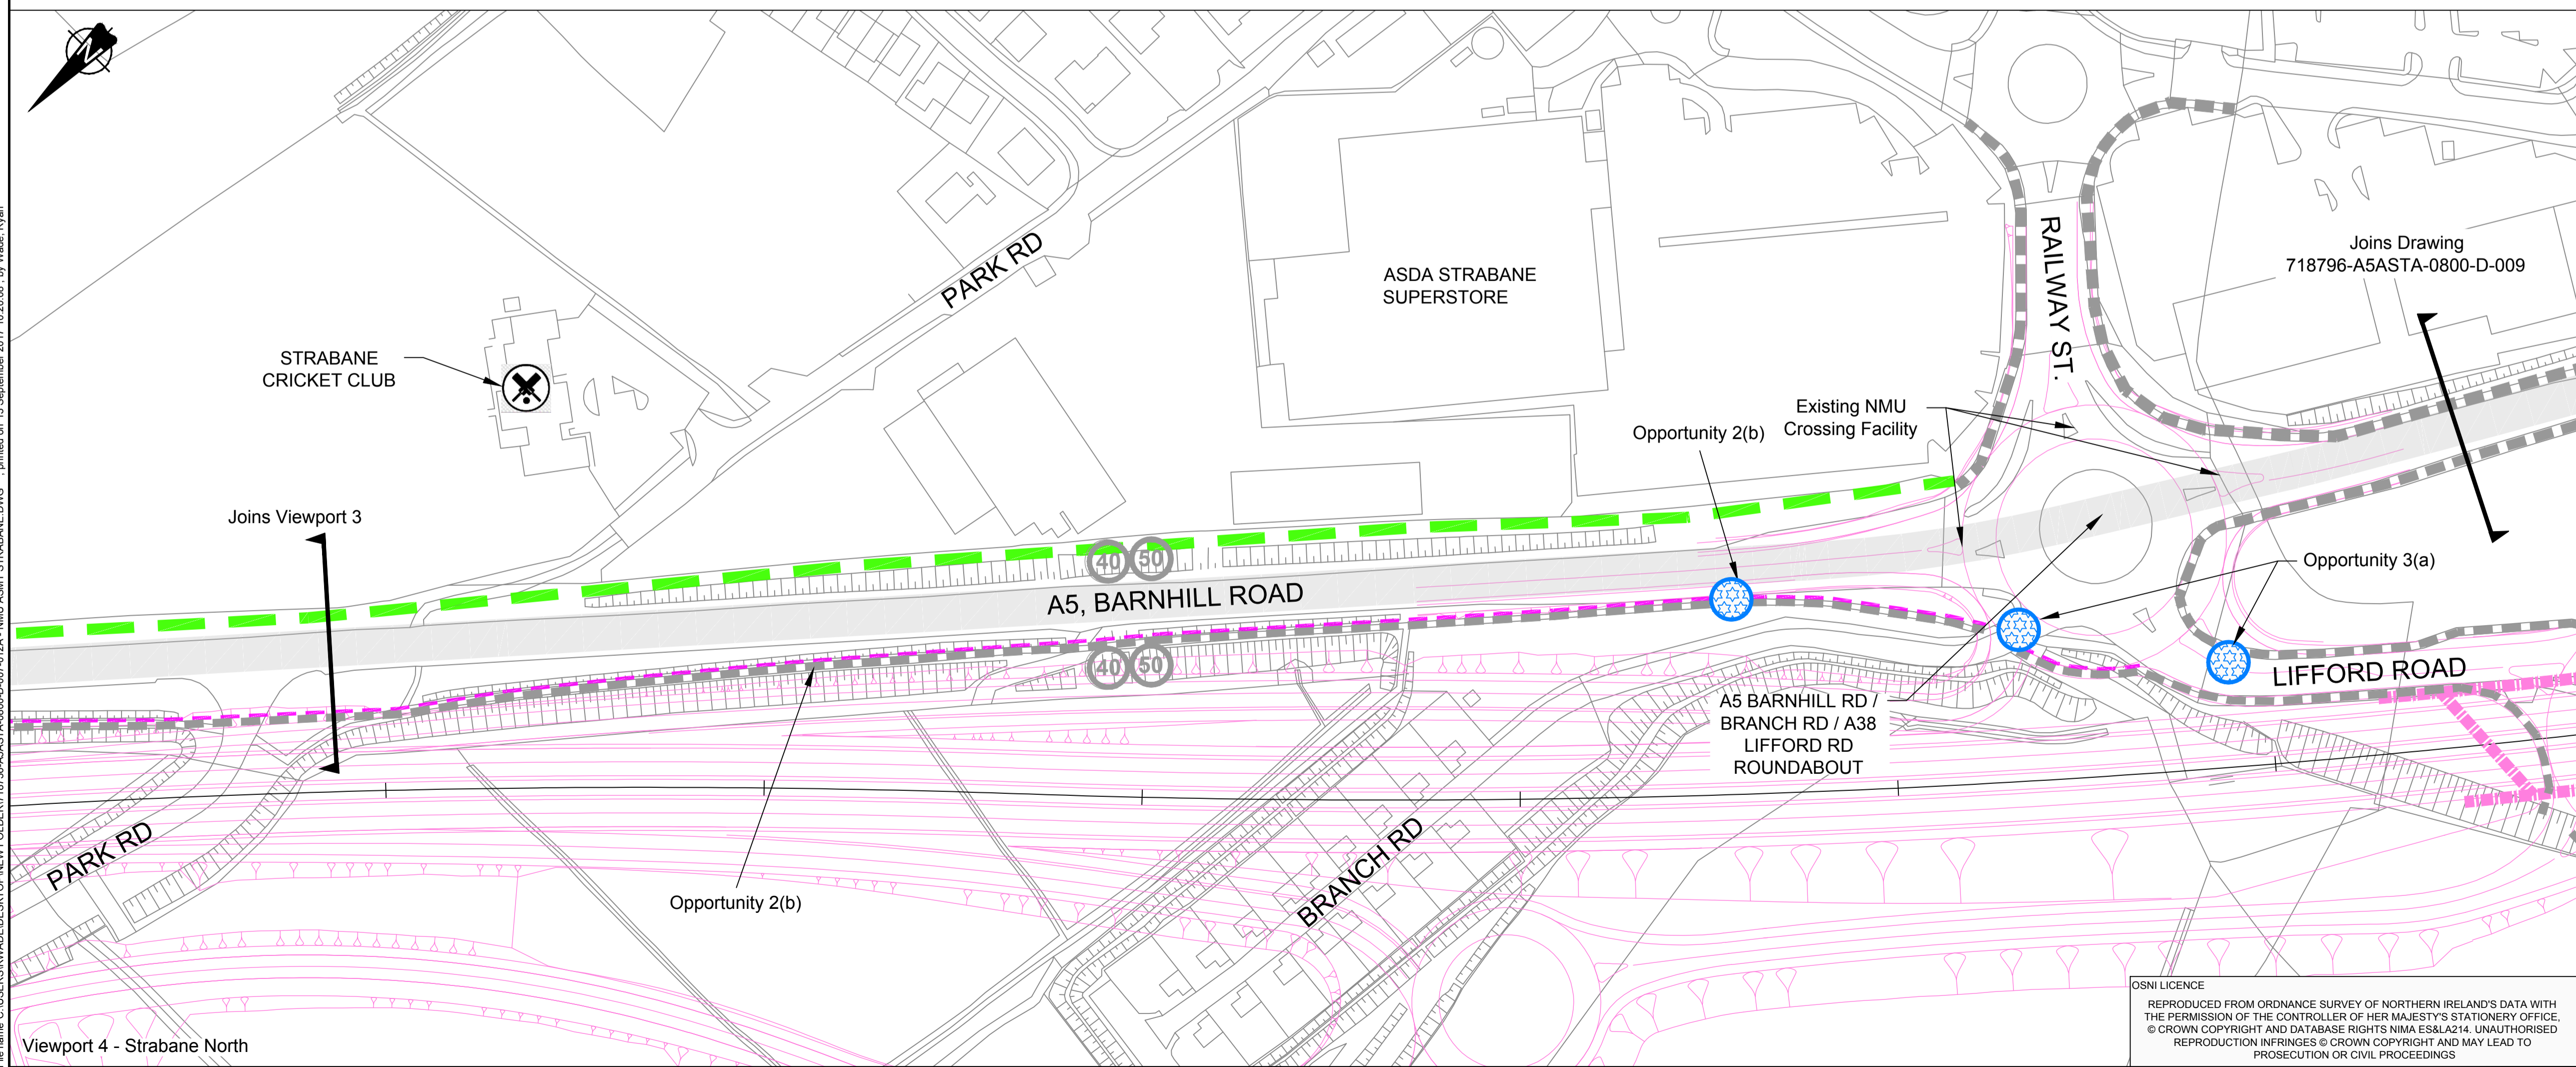 N
PARK RD
ASDA STRABANE
SUPERSTORE
RAILWAY ST.
Joins Drawing
718796-A5ASTA-0800-D-009
STRABANE
CRICKET CLUB
Existing NMU
Crossing Facility
Opportunity 2(b)
Joins Viewport 3
40 50
A5, BARNHILL ROAD
40 50
Opportunity 3(a)
LIFFORD ROAD
A5 BARNHILL RD /
BRANCH RD / A38
LIFFORD RD
ROUNDABOUT
PARK RD
BRANCH RD
Opportunity 2(b)
Viewport 4 - Strabane North
OSNI LICENCE
REPRODUCED FROM ORDNANCE SURVEY OF NORTHERN IRELAND'S DATA WITH
THE PERMISSION OF THE CONTROLLER OF HER MAJESTY'S STATIONERY OFFICE,
© CROWN COPYRIGHT AND DATABASE RIGHTS NIMA ES&LA214. UNAUTHORISED
REPRODUCTION INFRINGES © CROWN COPYRIGHT AND MAY LEAD TO
PROSECUTION OR CIVIL PROCEEDINGS